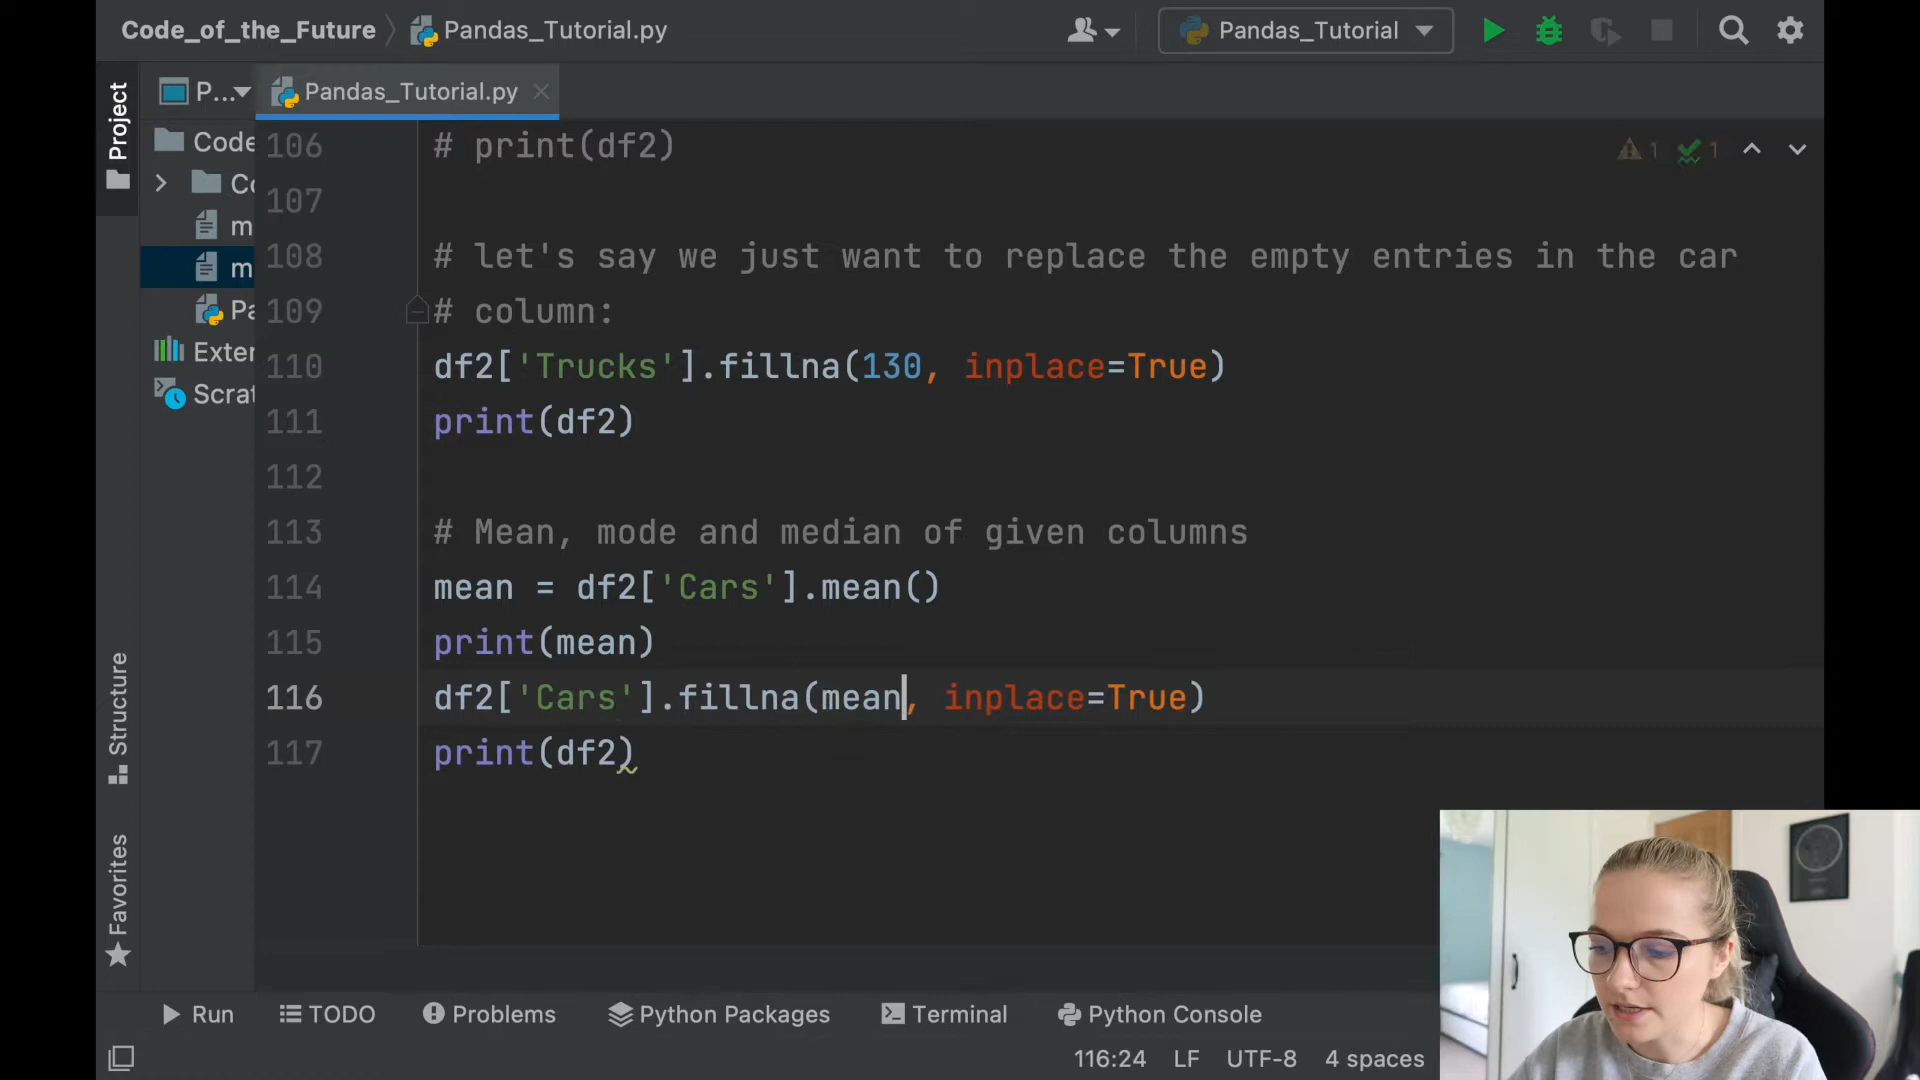 Code_of_the_Future Pandas_Tutorial.py Pandas_Tutorial
Project P... Pandas_Tutorial.py
Code
Co
m
m
Pa
Exter
Scrat
Structure
Favorites
1 1
106 # print(df2)
107
108 # let's say we just want to replace the empty entries in the car
109 # column:
110 df2['Trucks'].fillna(130, inplace=True)
111 print(df2)
112
113 # Mean, mode and median of given columns
114 mean = df2['Cars'].mean()
115 print(mean)
116 df2['Cars'].fillna(mean, inplace=True)
117 print(df2)
Run TODO Problems Python Packages Terminal Python Console
116:24 LF UTF-8 4 spaces